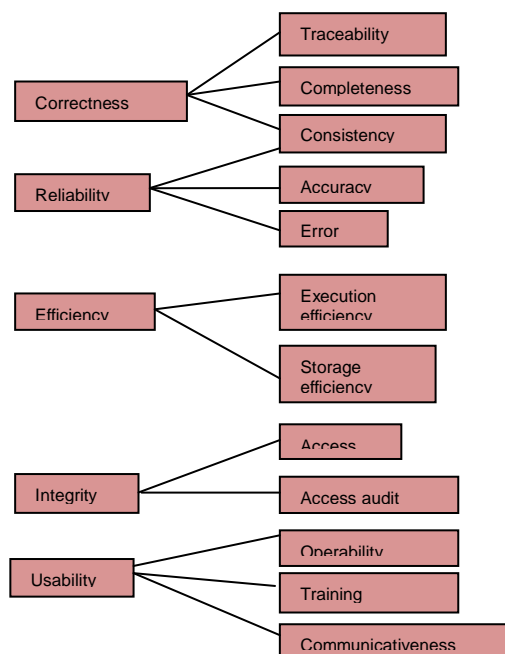 Traceability
Correctness
Completeness
Consistency
Reliability
Accuracy
Error
Efficiency
Execution
efficiency
Storage
efficiency
Access
Integrity
Access audit
Operability
Usability
Training
Communicativeness